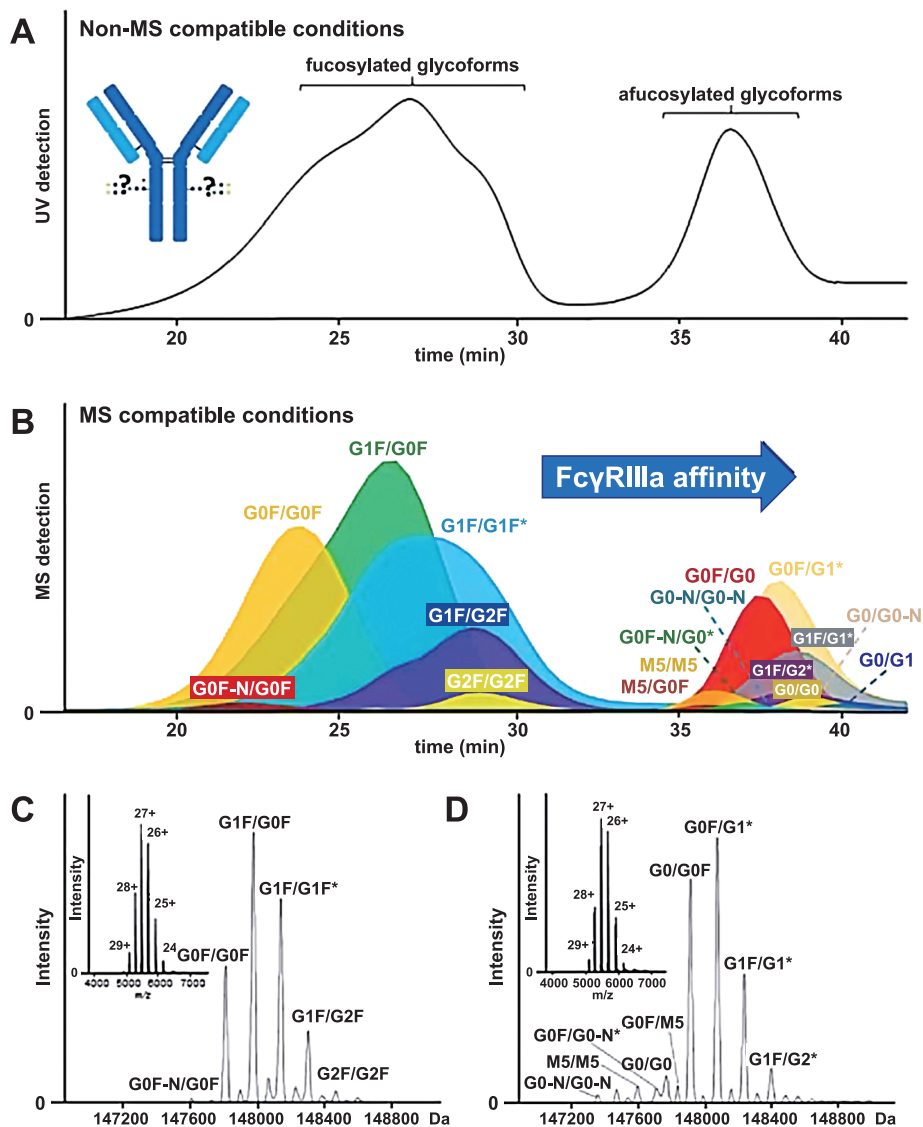 A
Non-MS compatible conditions
fucosylated glycoforms
afucosylated glycoforms
? ?
UV detection
0
20 25 30 35 40
time (min)
B
MS compatible conditions
G1F/G0F
FcγRIIIa affinity
G0F/G0F
G1F/G1F*
MS detection
G0F/G0
G0F/G1*
G0-N/G0-N
G0/G0-N
G1F/G2F
G0F-N/G0*
G1F/G1*
M5/M5
G1F/G2*
G0/G1
G0F-N/G0F
G2F/G2F
M5/G0F
G0/G0
0
20 25 30 35 40
time (min)
C
Intensity
0
Intensity
27+
26+
28+
25+
29+
24
0
4000 5000 6000 7000
m/z
G1F/G0F
G1F/G1F*
G0F/G0F
G1F/G2F
G2F/G2F
G0F-N/G0F
147200 147600 148000 148400 148800 Da
D
Intensity
0
Intensity
27+
26+
28+
25+
29+
24+
0
4000 5000 6000 7000
m/z
G0F/G1*
G0/G0F
G1F/G1*
G0F/M5
G0F/G0-N*
M5/M5
G0/G0
G1F/G2*
G0-N/G0-N
147200 147600 148000 148400 148800 Da